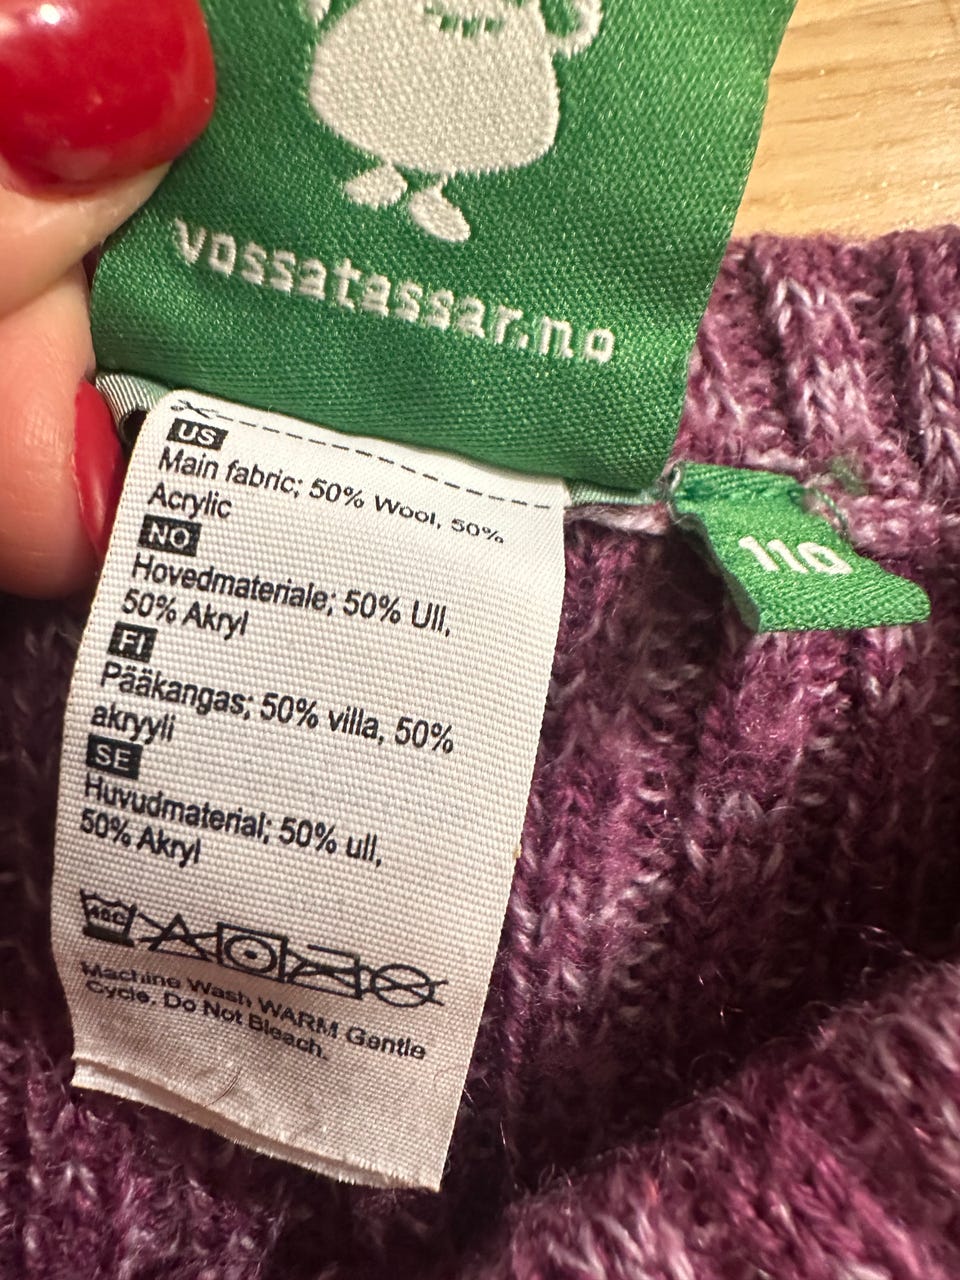 vossatassar.no
US
Main fabric; 50% Wool, 50%
Acrylic
NO
Hovedmateriale; 50% Ull,
50% Akryl
FI
Pääkangas; 50% villa, 50%
akryyli
SE
Huvudmaterial; 50% ull,
50% Akryl
40C
Machine Wash WARM Gentle
Cycle. Do Not Bleach.
110